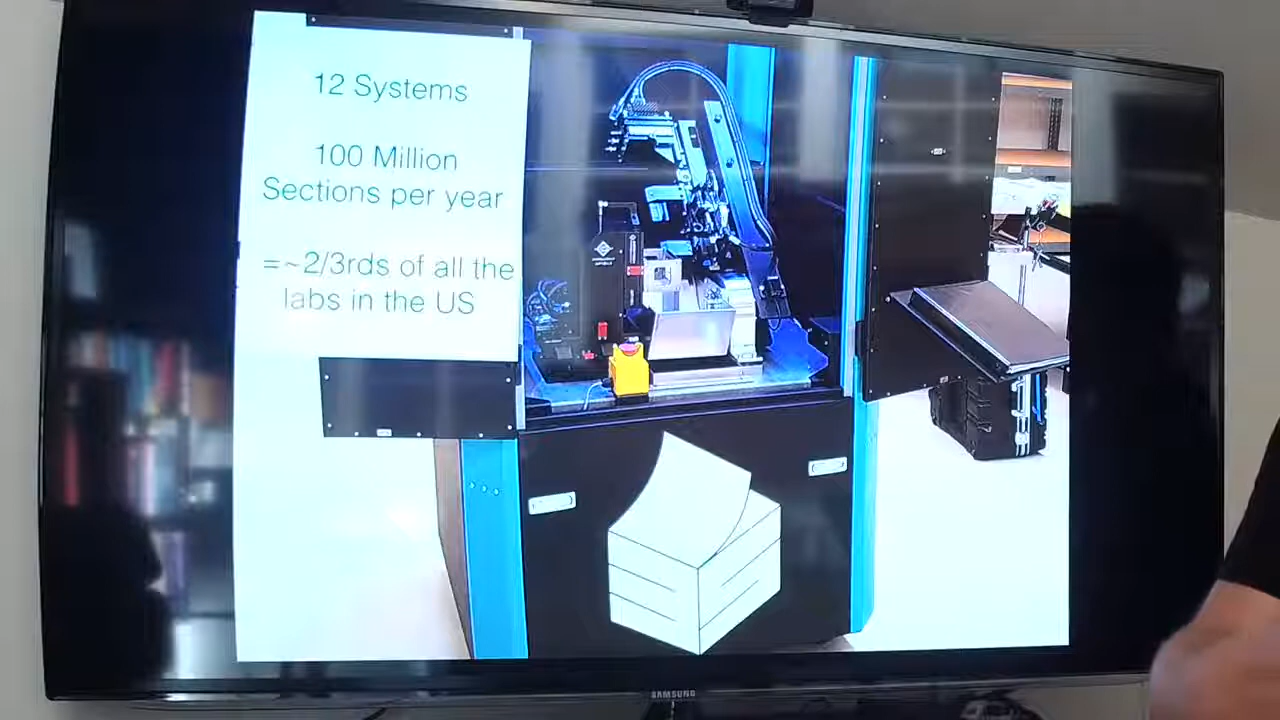 12 Systems
100 Million
Sections per year
=~2/3rds of all the
labs in the US
SAMSUNG